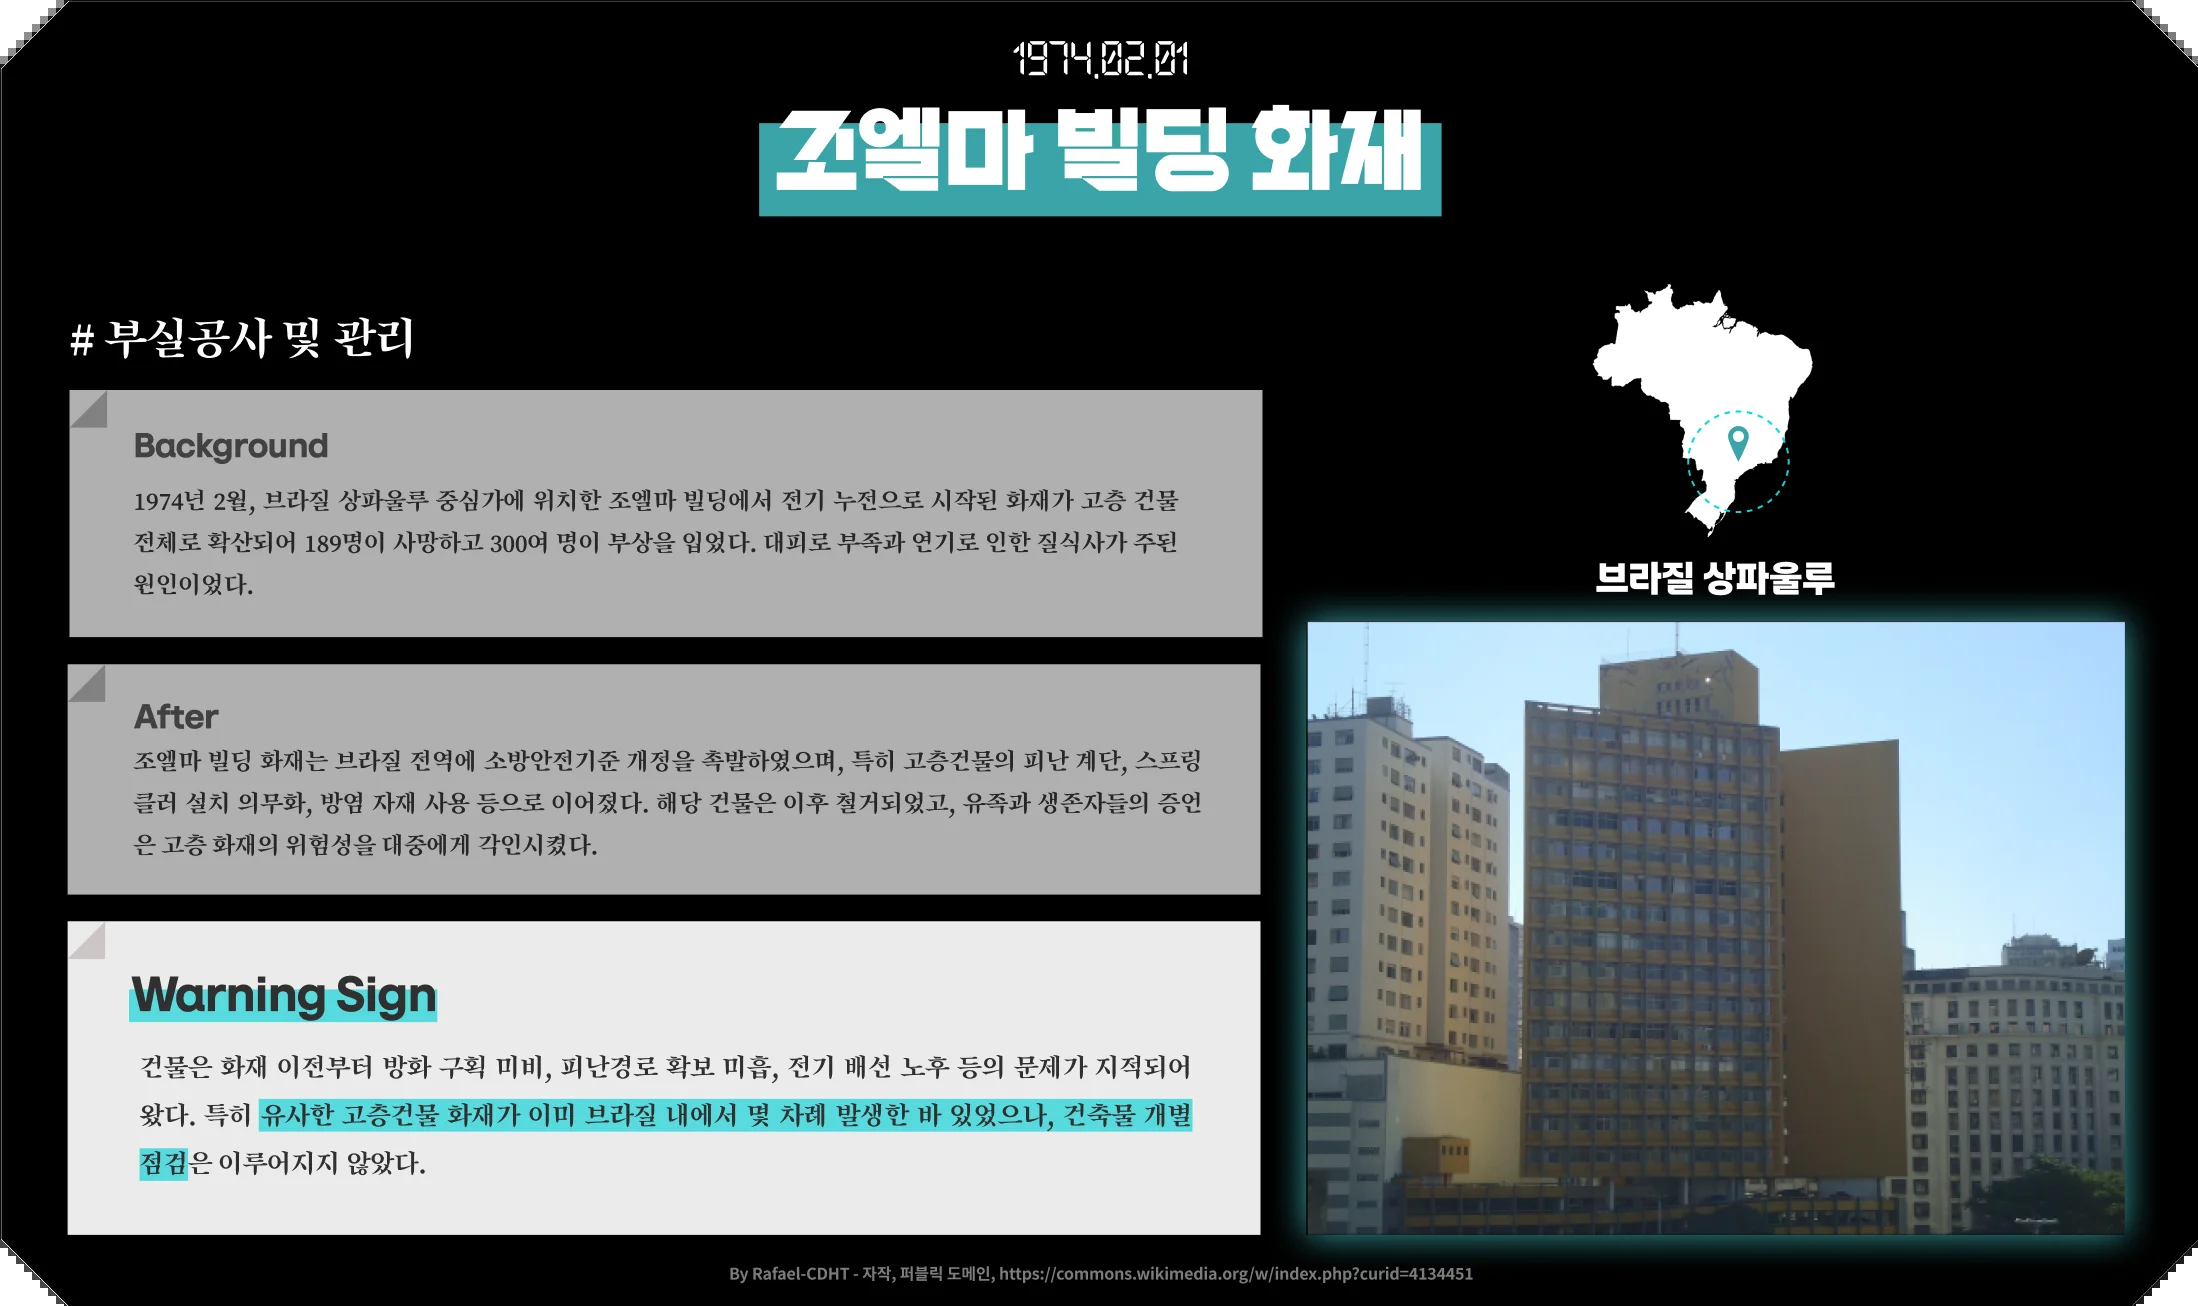 1974.02.01
조엘마 빌딩 화재
# 부실공사 및 관리
Background
1974년 2월, 브라질 상파울루 중심가에 위치한 조엘마 빌딩에서 전기 누전으로 시작된 화재가 고층 건물
전체로 확산되어 189명이 사망하고 300여 명이 부상을 입었다. 대피로 부족과 연기로 인한 질식사가 주된
원인이었다.
After
조엘마 빌딩 화재는 브라질 전역에 소방안전기준 개정을 촉발하였으며, 특히 고층건물의 피난 계단, 스프링
클러 설치 의무화, 방염 자재 사용 등으로 이어졌다. 해당 건물은 이후 철거되었고, 유족과 생존자들의 증언
은 고층 화재의 위험성을 대중에게 각인시켰다.
Warning Sign
건물은 화재 이전부터 방화 구획 미비, 피난경로 확보 미흡, 전기 배선 노후 등의 문제가 지적되어
왔다. 특히 유사한 고층건물 화재가 이미 브라질 내에서 몇 차례 발생한 바 있었으나, 건축물 개별
점검은 이루어지지 않았다.
브라질 상파울루
By Rafael-CDHT - 자작, 퍼블릭 도메인, https://commons.wikimedia.org/w/index.php?curid=4134451